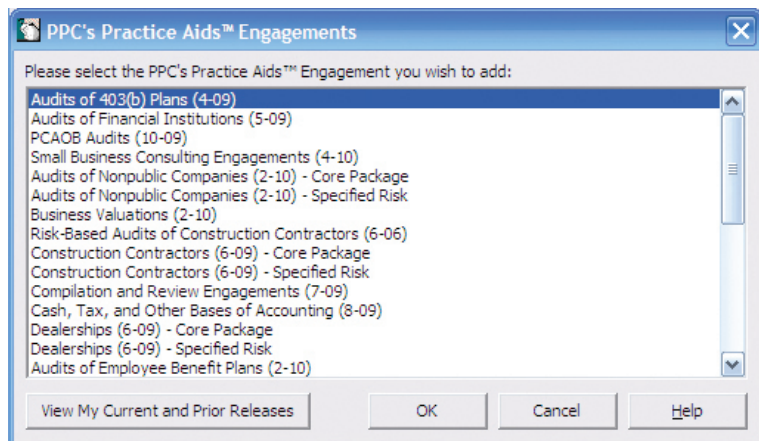 PPC's Practice Aids™ Engagements
Please select the PPC's Practice Aids™ Engagement you wish to add:
Audits of 403(b) Plans (4-09)
Audits of Financial Institutions (5-09)
PCAOB Audits (10-09)
Small Business Consulting Engagements (4-10)
Audits of Nonpublic Companies (2-10) - Core Package
Audits of Nonpublic Companies (2-10) - Specified Risk
Business Valuations (2-10)
Risk-Based Audits of Construction Contractors (6-06)
Construction Contractors (6-09) - Core Package
Construction Contractors (6-09) - Specified Risk
Compilation and Review Engagements (7-09)
Cash, Tax, and Other Bases of Accounting (8-09)
Dealerships (6-09) - Core Package
Dealerships (6-09) - Specified Risk
Audits of Employee Benefit Plans (2-10)
View My Current and Prior Releases OK Cancel Help